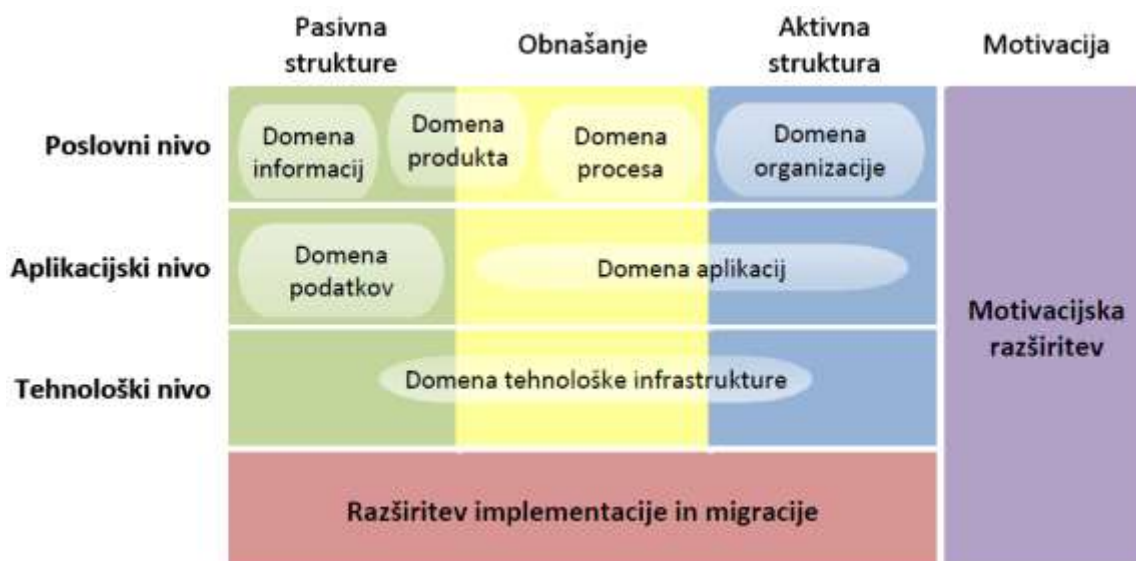 Pasivna
strukture
Obnašanje
Aktivna
struktura
Motivacija
Poslovni nivo
Domena
informacij
Domena
produkta
Domena
procesa
Domena
organizacije
Aplikacijski nivo
Domena
podatkov
Domena aplikacij
Motivacijska
razširitev
Tehnološki nivo
Domena tehnološke infrastrukture
Razširitev implementacije in migracije